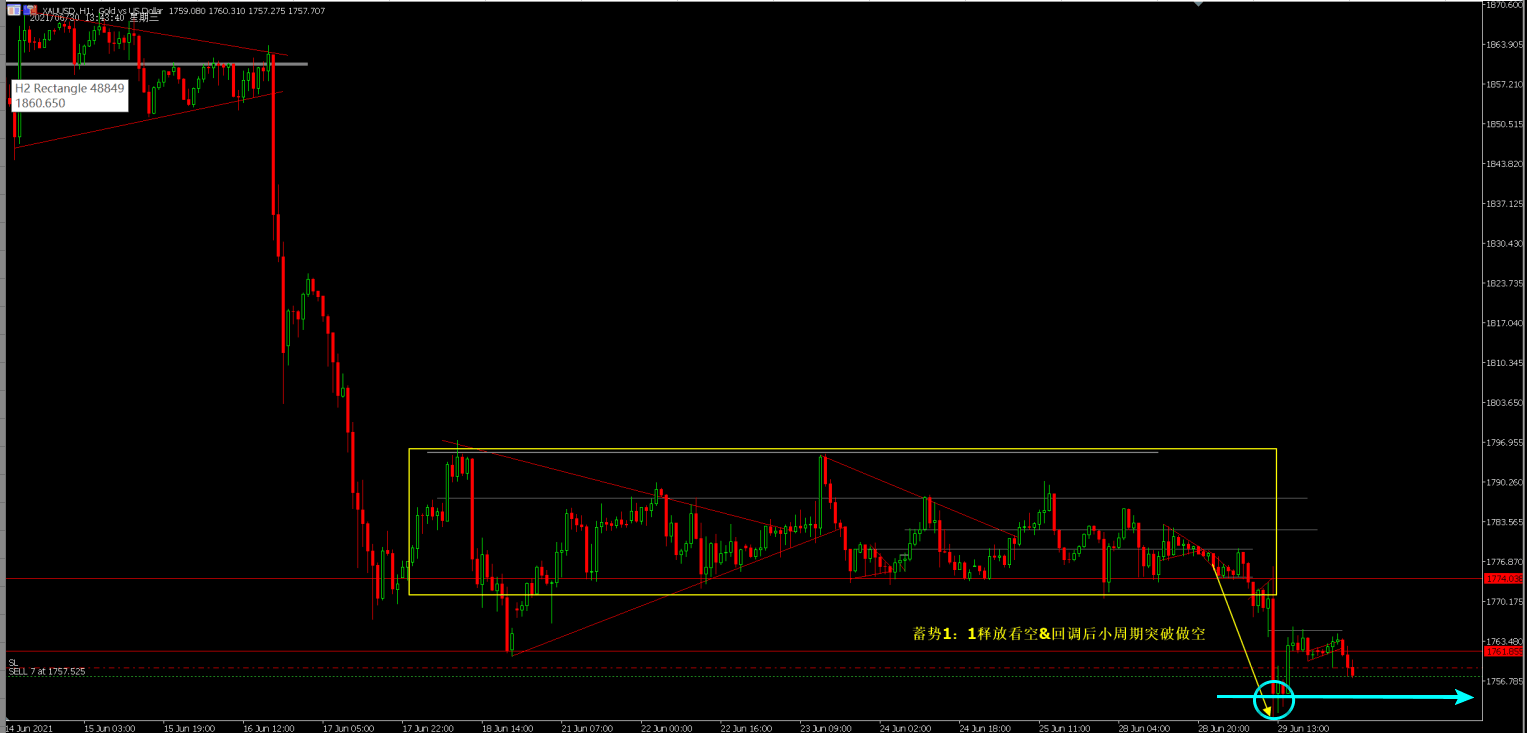 XAUUSD, H1: Gold vs US Dollar 1759.080 1760.310 1757.275 1757.707
2021/06/30 13:43:40 星期三
H2 Rectangle 48849
1860.650
1870.600
1863.905
1857.210
1850.515
1843.820
1837.125
1830.430
1823.735
1817.040
1810.345
1803.650
1796.955
1790.260
1783.565
1776.870
1774.038
1770.175
蓄势1：1释放看空&回调后小周期突破做空
1763.480
SL
SELL 7 at 1757.525
1756.785
14 Jun 2021 15 Jun 03:00 15 Jun 19:00 16 Jun 12:00 17 Jun 05:00 17 Jun 22:00 18 Jun 14:00 21 Jun 07:00 22 Jun 00:00 22 Jun 16:00 23 Jun 09:00 24 Jun 02:00 24 Jun 18:00 25 Jun 11:00 28 Jun 04:00 28 Jun 20:00 29 Jun 13:00